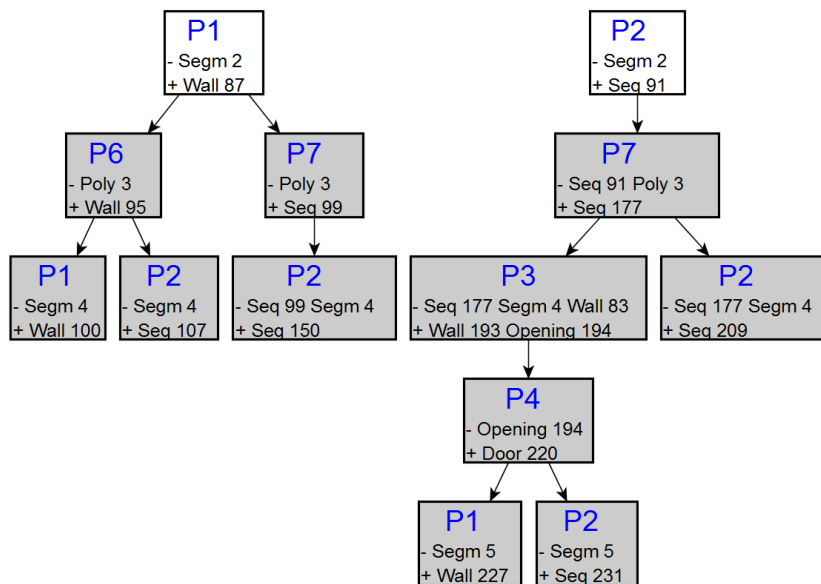 P1
- Segm 2
+ Wall 87
P2
- Segm 2
+ Seq 91
P6
- Poly 3
+ Wall 95
P7
- Poly 3
+ Seq 99
P7
- Seq 91 Poly 3
+ Seq 177
P1
- Segm 4
+ Wall 100
P2
- Segm 4
+ Seq 107
P2
- Seq 99 Segm 4
+ Seq 150
P3
- Seq 177 Segm 4 Wall 83
+ Wall 193 Opening 194
P2
- Seq 177 Segm 4
+ Seq 209
P4
- Opening 194
+ Door 220
P1
- Segm 5
+ Wall 227
P2
- Segm 5
+ Seq 231